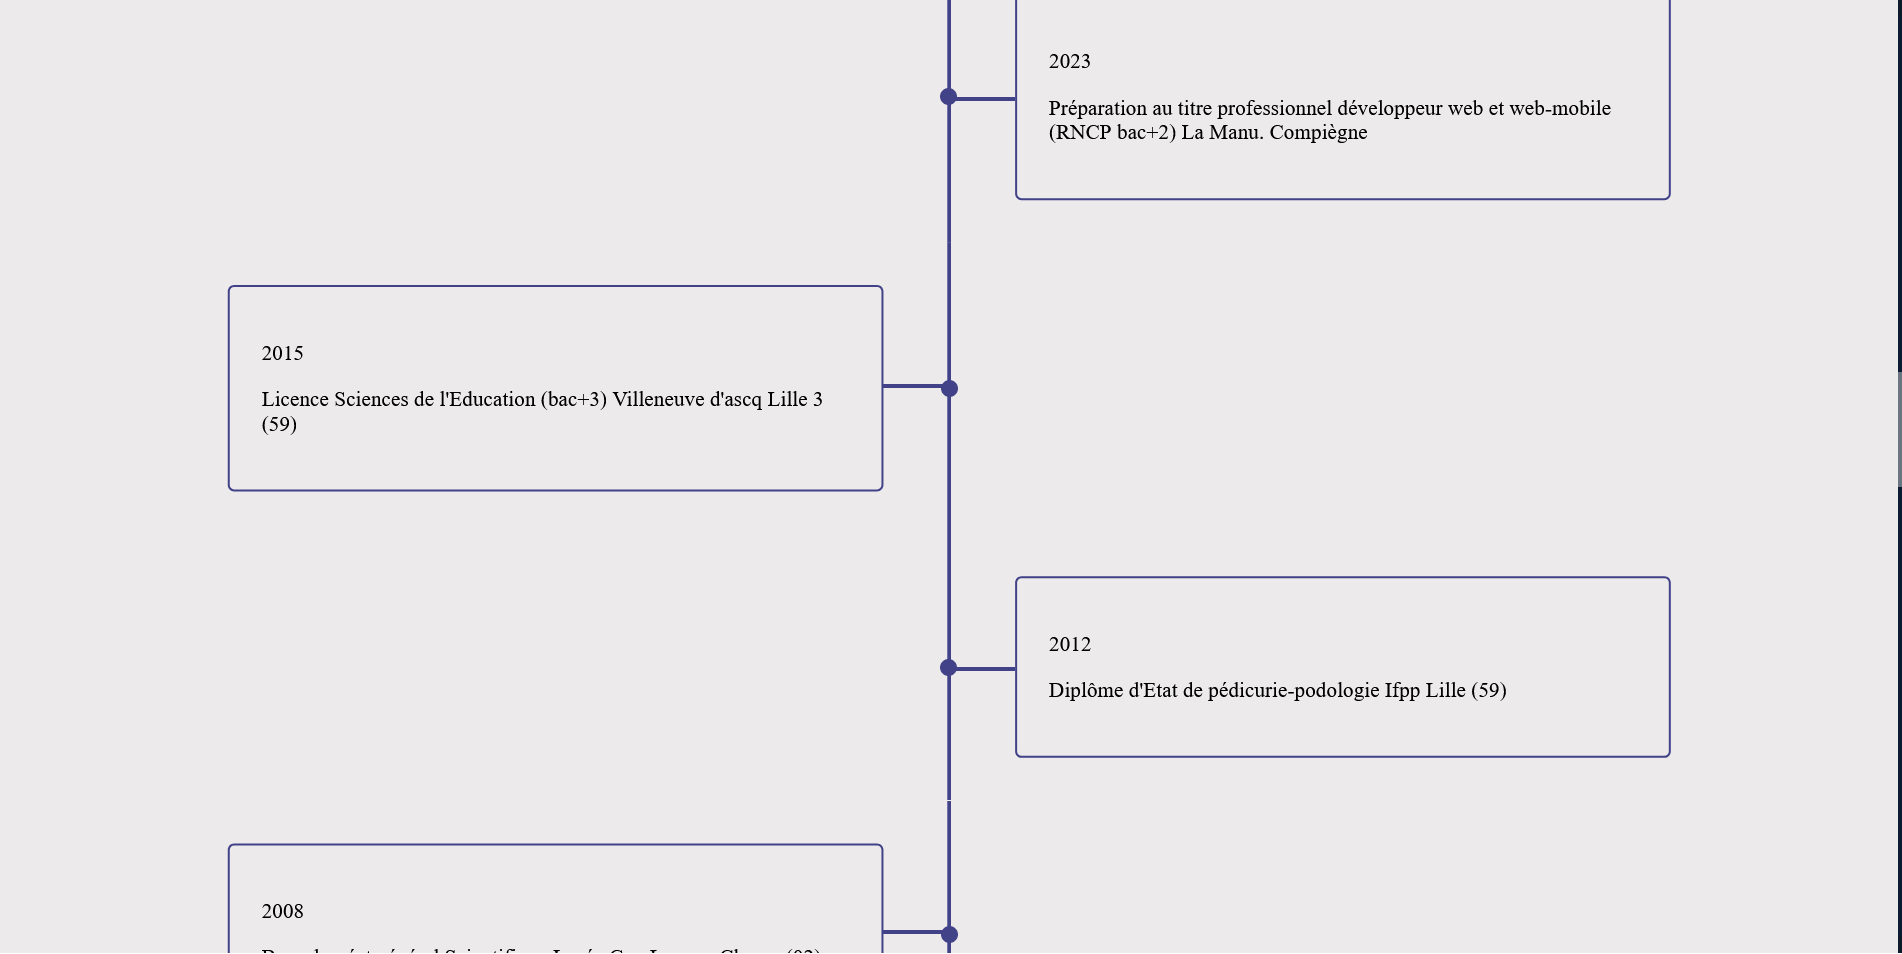 2023
Préparation au titre professionnel développeur web et web-mobile
(RNCP bac+2) La Manu. Compiègne
2015
Licence Sciences de l'Education (bac+3) Villeneuve d'ascq Lille 3
(59)
2012
Diplôme d'Etat de pédicurie-podologie Ifpp Lille (59)
2008